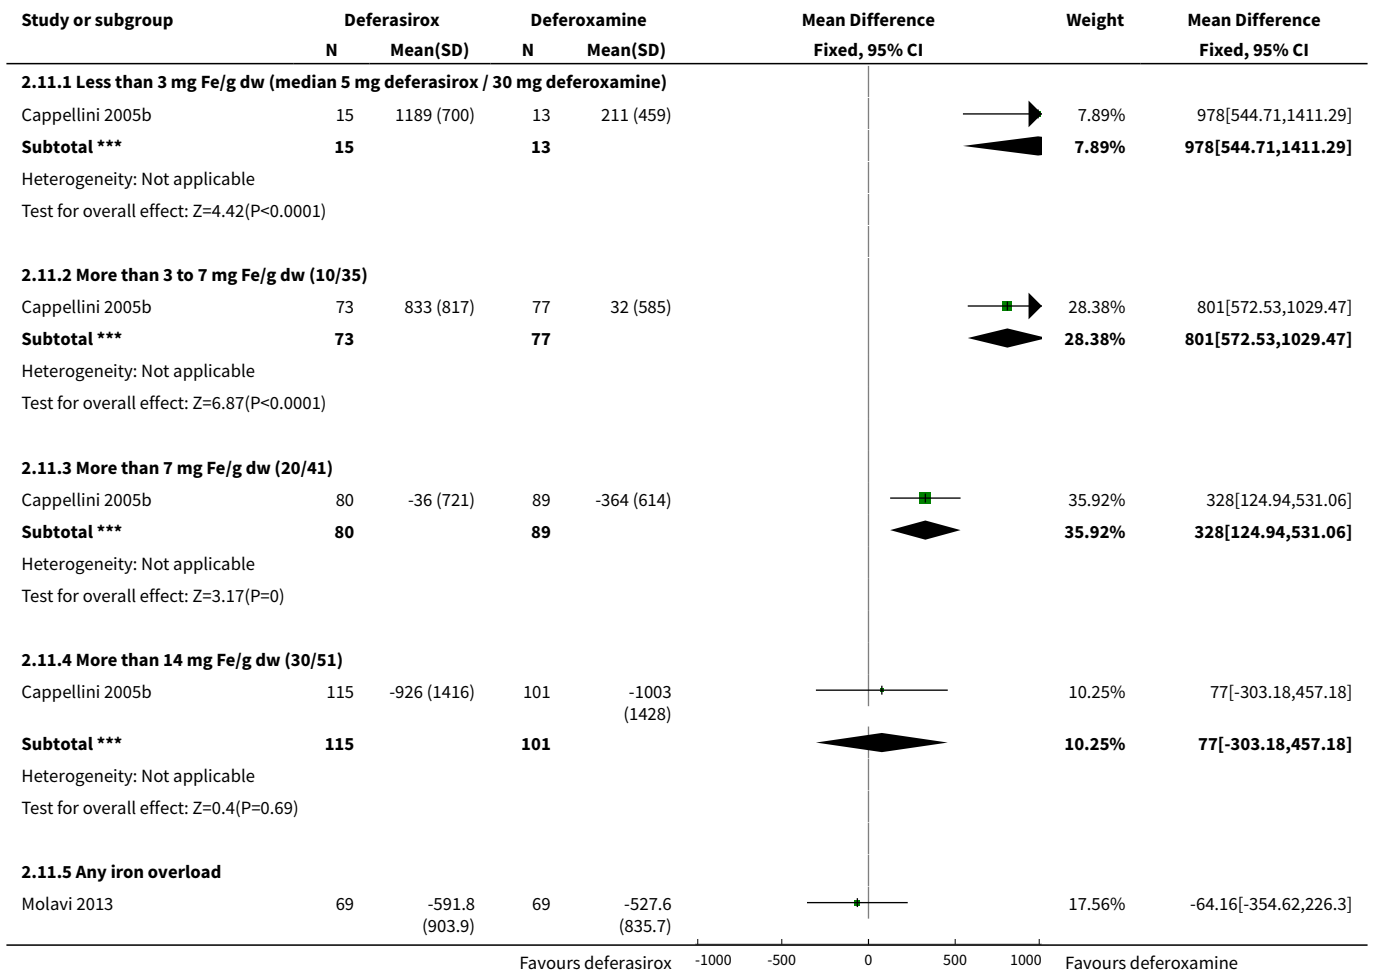 Study or subgroup Deferasirox Deferoxamine Mean Difference Weight Mean Difference
N Mean(SD) N Mean(SD) Fixed, 95% CI Fixed, 95% CI
2.11.1 Less than 3 mg Fe/g dw (median 5 mg deferasirox / 30 mg deferoxamine)
Cappellini 2005b 15 1189 (700) 13 211 (459) 7.89% 978[544.71,1411.29]
Subtotal *** 15 13 7.89% 978[544.71,1411.29]
Heterogeneity: Not applicable
Test for overall effect: Z=4.42(P<0.0001)
2.11.2 More than 3 to 7 mg Fe/g dw (10/35)
Cappellini 2005b 73 833 (817) 77 32 (585) 28.38% 801[572.53,1029.47]
Subtotal *** 73 77 28.38% 801[572.53,1029.47]
Heterogeneity: Not applicable
Test for overall effect: Z=6.87(P<0.0001)
2.11.3 More than 7 mg Fe/g dw (20/41)
Cappellini 2005b 80 -36 (721) 89 -364 (614) 35.92% 328[124.94,531.06]
Subtotal *** 80 89 35.92% 328[124.94,531.06]
Heterogeneity: Not applicable
Test for overall effect: Z=3.17(P=0)
2.11.4 More than 14 mg Fe/g dw (30/51)
Cappellini 2005b 115 -926 (1416) 101 -1003 10.25% 77[-303.18,457.18]
(1428)
Subtotal *** 115 101 10.25% 77[-303.18,457.18]
Heterogeneity: Not applicable
Test for overall effect: Z=0.4(P=0.69)
2.11.5 Any iron overload
Molavi 2013 69 -591.8 69 -527.6 17.56% -64.16[-354.62,226.3]
(903.9) (835.7)
Favours deferasirox -1000 -500 0 500 1000 Favours deferoxamine